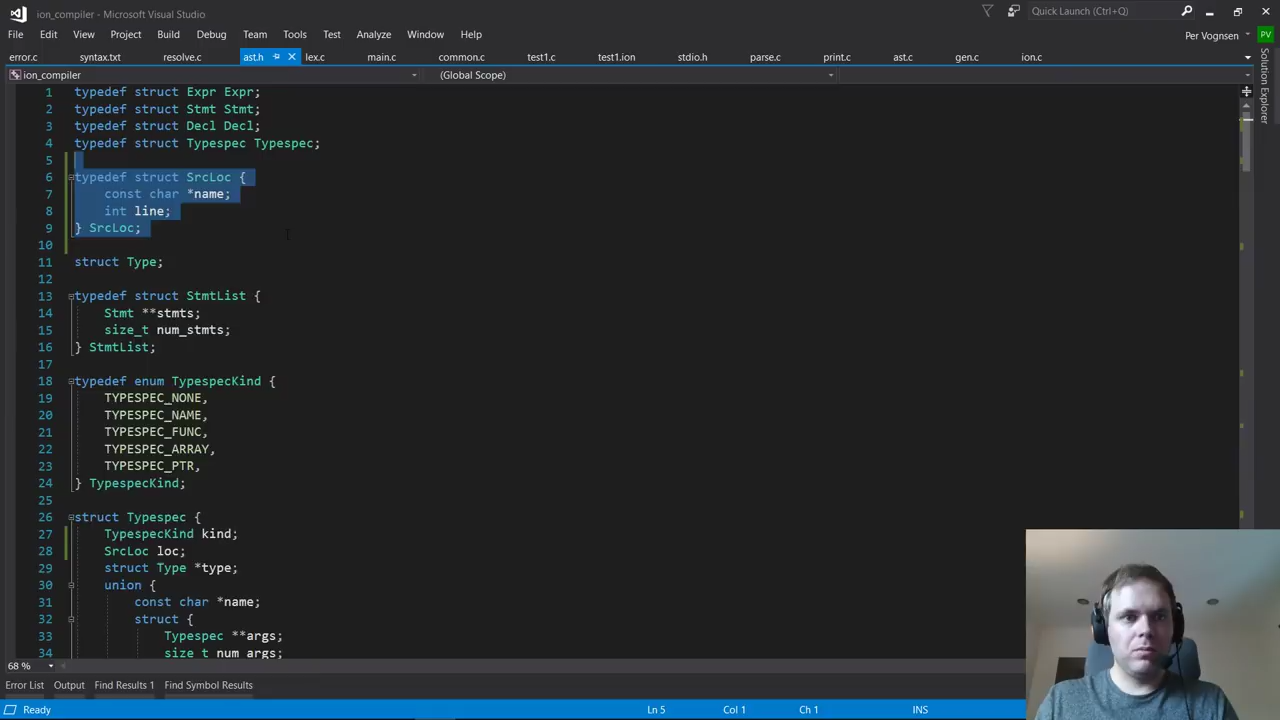 ion_compiler - Microsoft Visual Studio
Quick Launch (Ctrl+Q)
File Edit View Project Build Debug Team Tools Test Analyze Window Help
Per Vognsen PV
error.c syntax.txt resolve.c ast.h lex.c main.c common.c test1.c test1.ion stdio.h parse.c print.c ast.c gen.c ion.c
ion_compiler (Global Scope)
Solution Explorer
1 typedef struct Expr Expr;
2 typedef struct Stmt Stmt;
3 typedef struct Decl Decl;
4 typedef struct Typespec Typespec;
5
6 typedef struct SrcLoc {
7 const char *name;
8 int line;
9 } SrcLoc;
10
11 struct Type;
12
13 typedef struct StmtList {
14 Stmt **stmts;
15 size_t num_stmts;
16 } StmtList;
17
18 typedef enum TypespecKind {
19 TYPESPEC_NONE,
20 TYPESPEC_NAME,
21 TYPESPEC_FUNC,
22 TYPESPEC_ARRAY,
23 TYPESPEC_PTR,
24 } TypespecKind;
25
26 struct Typespec {
27 TypespecKind kind;
28 SrcLoc loc;
29 struct Type *type;
30 union {
31 const char *name;
32 struct {
33 Typespec **args;
34 size_t num_args;
68 %
Error List Output Find Results 1 Find Symbol Results
Ready Ln 5 Col 1 Ch 1 INS